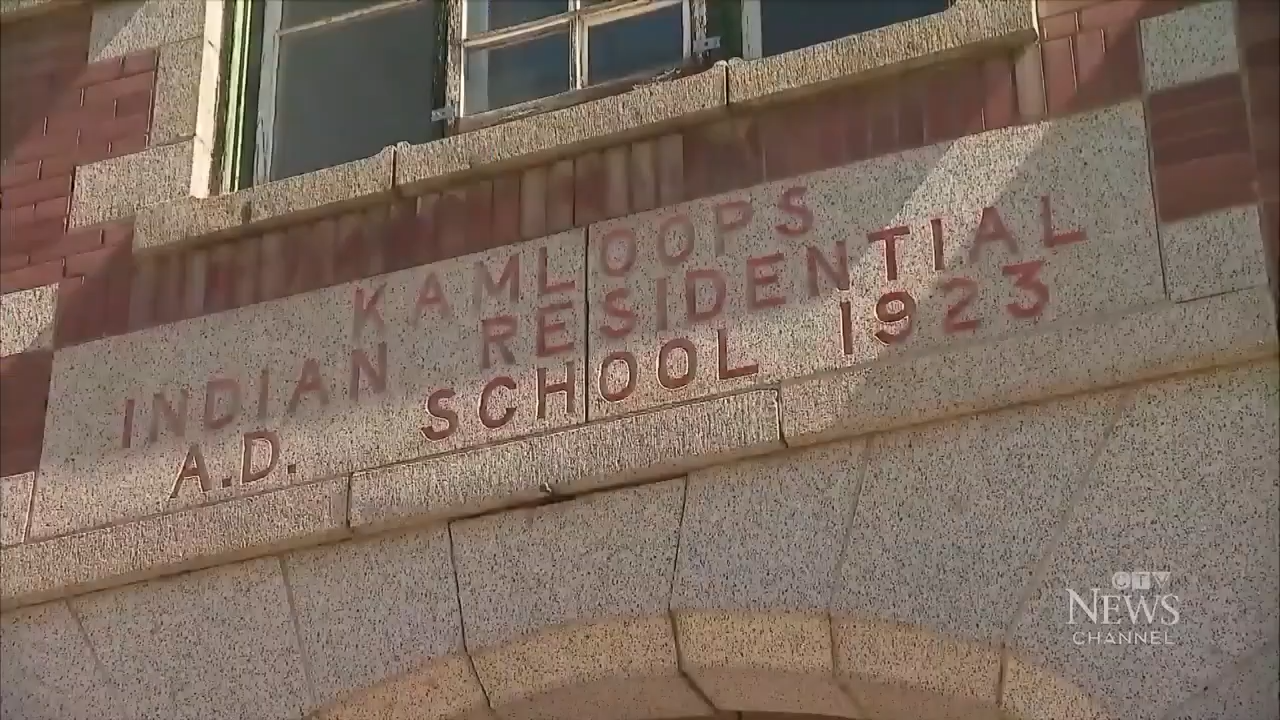 KAMLOOPS
INDIAN RESIDENTIAL
A.D. SCHOOL 1923
CTV
NEWS
CHANNEL